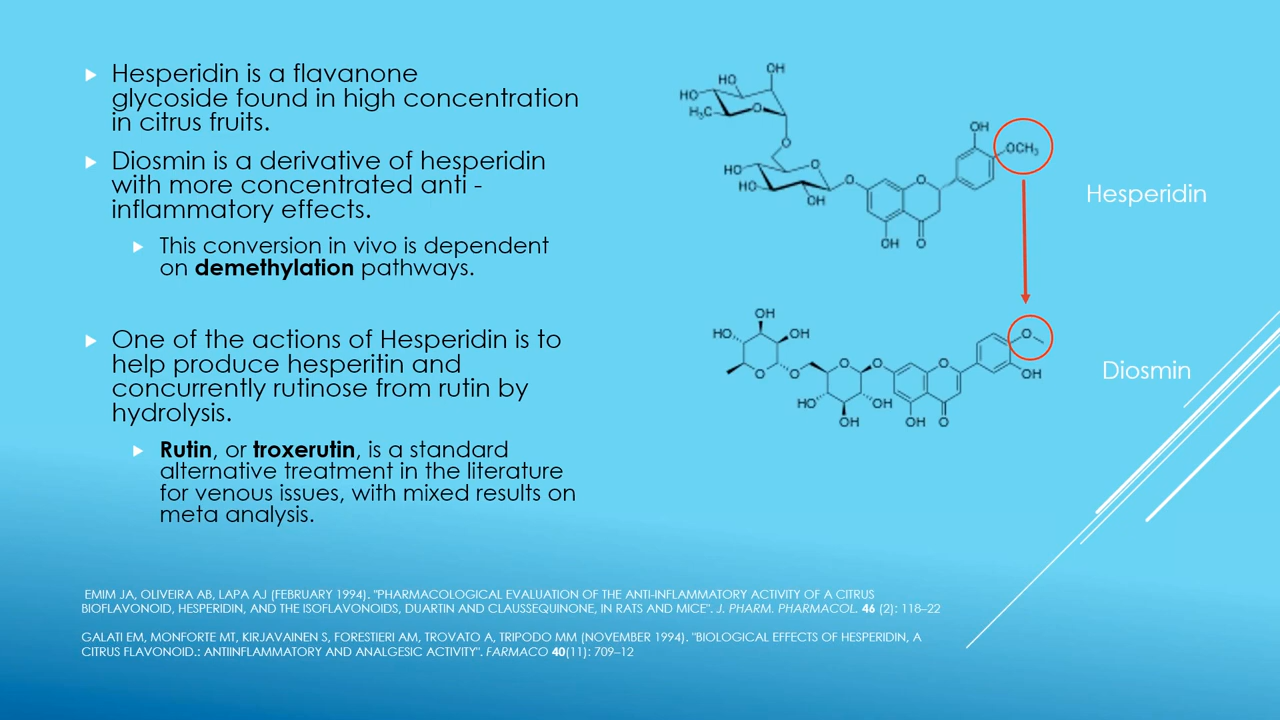 Hesperidin is a flavanone
glycoside found in high concentration
in citrus fruits.
Diosmin is a derivative of hesperidin
with more concentrated anti -
inflammatory effects.
This conversion in vivo is dependent
on demethylation pathways.
One of the actions of Hesperidin is to
help produce hesperitin and
concurrently rutinose from rutin by
hydrolysis.
Rutin, or troxerutin, is a standard
alternative treatment in the literature
for venous issues, with mixed results on
meta analysis.
OH
HO
HO
H₃C
O
O
HO
O
HO
OH
O
O
OH
OCH₃
OH
O
Hesperidin
OH
HO
OH
O
O
O
O
HO
OH
OH
O
O
OH
OH
O
Diosmin
EMIM JA, OLIVEIRA AB, LAPA AJ (FEBRUARY 1994). "PHARMACOLOGICAL EVALUATION OF THE ANTI-INFLAMMATORY ACTIVITY OF A CITRUS
BIOFLAVONOID, HESPERIDIN, AND THE ISOFLAVONOIDS, DUARTIN AND CLAUSSEQUINONE, IN RATS AND MICE". J. PHARM. PHARMACOL. 46 (2): 118–22
GALATI EM, MONFORTE MT, KIRJAVAINEN S, FORESTIERI AM, TROVATO A, TRIPODO MM (NOVEMBER 1994). "BIOLOGICAL EFFECTS OF HESPERIDIN, A
CITRUS FLAVONOID.: ANTIINFLAMMATORY AND ANALGESIC ACTIVITY". FARMACO 40(11): 709–12